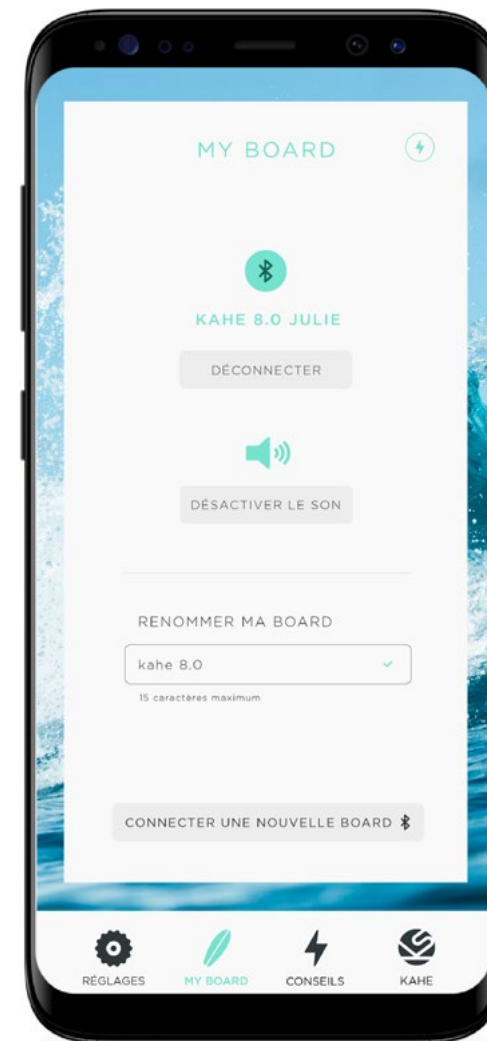 MY BOARD
KAHE 8.0 JULIE
DÉCONNECTER
DÉSACTIVER LE SON
RENOMMER MA BOARD
kahe 8.0
15 caractères maximum
CONNECTER UNE NOUVELLE BOARD
RÉGLAGES MY BOARD CONSEILS KAHE